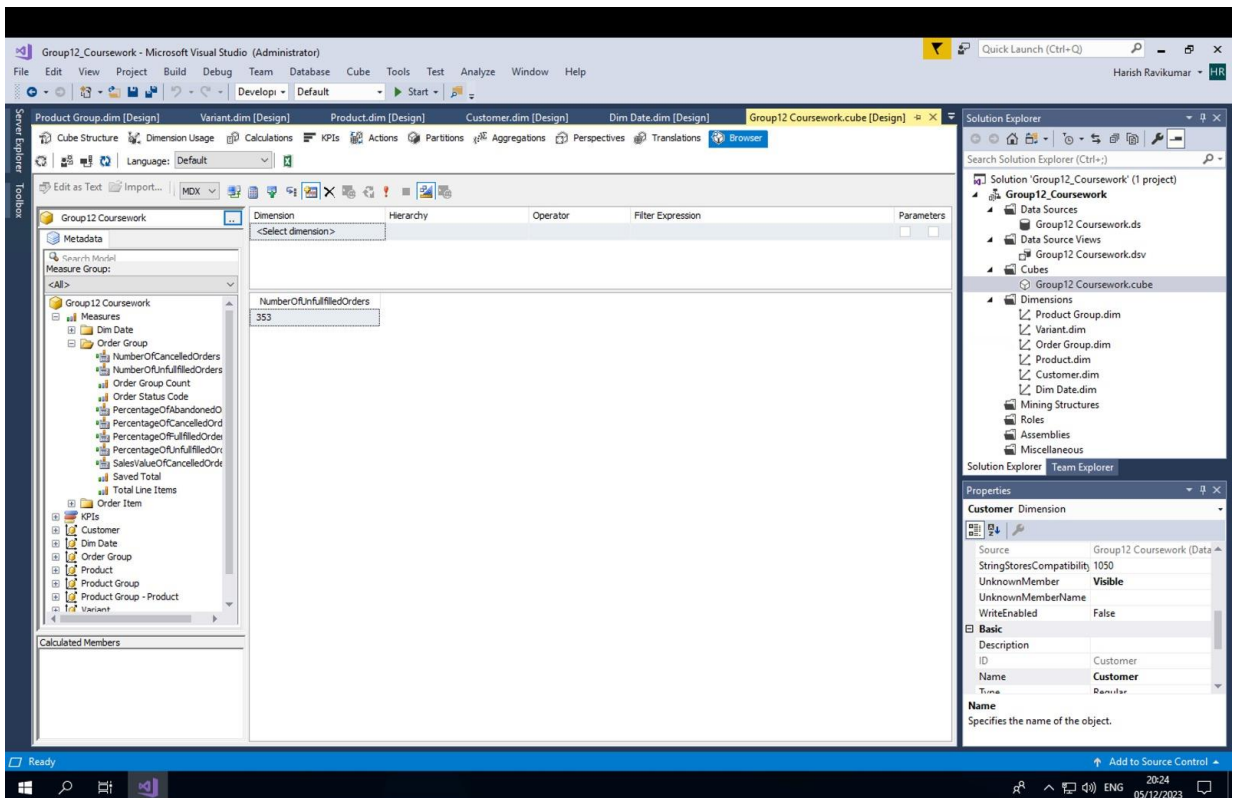 Group12_Coursework - Microsoft Visual Studio (Administrator)
Quick Launch (Ctrl+Q)
File Edit View Project Build Debug Team Database Cube Tools Test Analyze Window Help
Harish Ravikumar HR
Develop Default Start
Server Explorer
Toolbox
Product Group.dim [Design] Variant.dim [Design] Product.dim [Design] Customer.dim [Design] Dim Date.dim [Design] Group12 Coursework.cube [Design]
Cube Structure Dimension Usage Calculations KPIs Actions Partitions Aggregations Perspectives Translations Browser
Language: Default
Edit as Text Import... MDX
Group12 Coursework ..
Metadata
Search Model
Measure Group:
<All>
Group12 Coursework
Measures
Dim Date
Order Group
NumberOfCancelledOrders
NumberOfUnfullfilledOrders
Order Group Count
Order Status Code
PercentageOfAbandonedO
PercentageOfCancelledOrd
PercentageOfFullfilledOrder
PercentageOfUnfullfilledOrc
SalesValueOfCancelledOrde
Saved Total
Total Line Items
Order Item
KPIs
Customer
Dim Date
Order Group
Product
Product Group
Product Group - Product
Variant
Calculated Members
Dimension Hierarchy Operator Filter Expression Parameters
<Select dimension>
NumberOfUnfullfilledOrders
353
Solution Explorer
Search Solution Explorer (Ctrl+;)
Solution 'Group12_Coursework' (1 project)
Group12_Coursework
Data Sources
Group12 Coursework.ds
Data Source Views
Group12 Coursework.dsv
Cubes
Group12 Coursework.cube
Dimensions
Product Group.dim
Variant.dim
Order Group.dim
Product.dim
Customer.dim
Dim Date.dim
Mining Structures
Roles
Assemblies
Miscellaneous
Solution Explorer Team Explorer
Properties
Customer Dimension
Source Group12 Coursework (Data
StringStoresCompatibility 1050
UnknownMember Visible
UnknownMemberName
WriteEnabled False
Basic
Description
ID Customer
Name Customer
Type Regular
Name
Specifies the name of the object.
Ready
Add to Source Control
ENG
20:24
05/12/2023